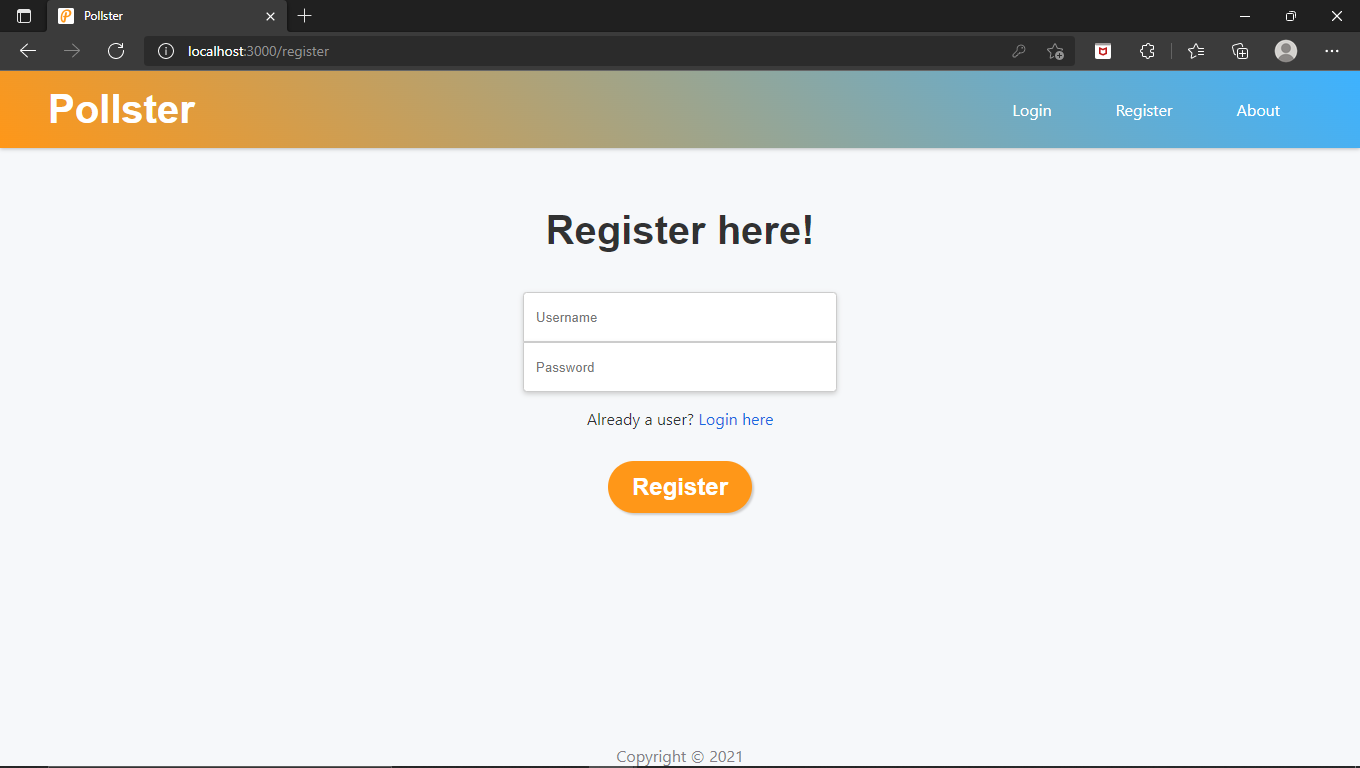 Pollster
localhost:3000/register
Pollster
Login Register About
Register here!
Username
Password
Already a user? Login here
Register
Copyright © 2021